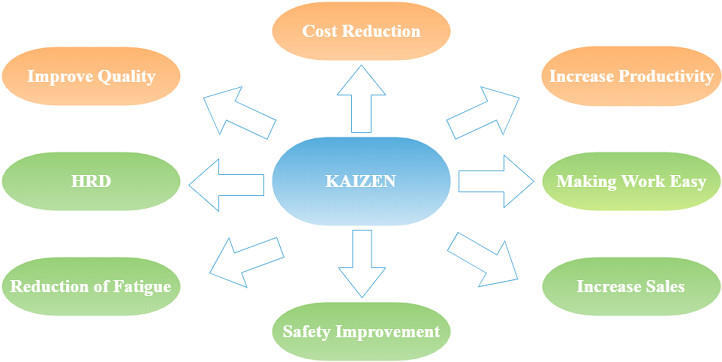 Cost Reduction
Improve Quality
Increase Productivity
HRD
KAIZEN
Making Work Easy
Reduction of Fatigue
Increase Sales
Safety Improvement